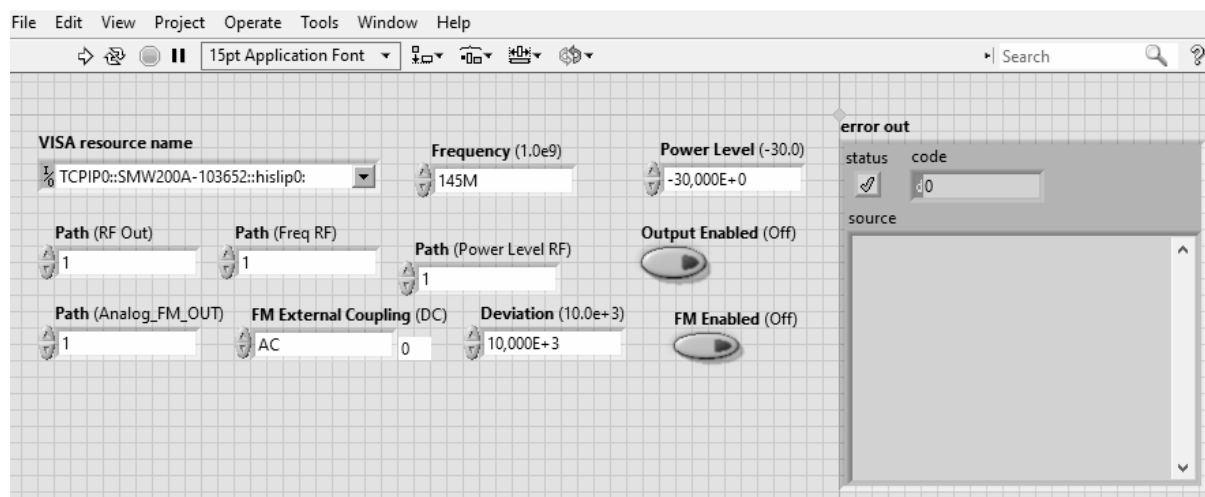 File Edit View Project Operate Tools Window Help
15pt Application Font
Search
VISA resource name
TCPIP0::SMW200A-103652::hislip0:
Frequency (1.0e9)
145M
Power Level (-30.0)
-30,000E+0
error out
status code
d 0
source
Path (RF Out)
1
Path (Freq RF)
1
Path (Power Level RF)
1
Output Enabled (Off)
Path (Analog_FM_OUT)
1
FM External Coupling (DC)
AC
0
Deviation (10.0e+3)
10,000E+3
FM Enabled (Off)